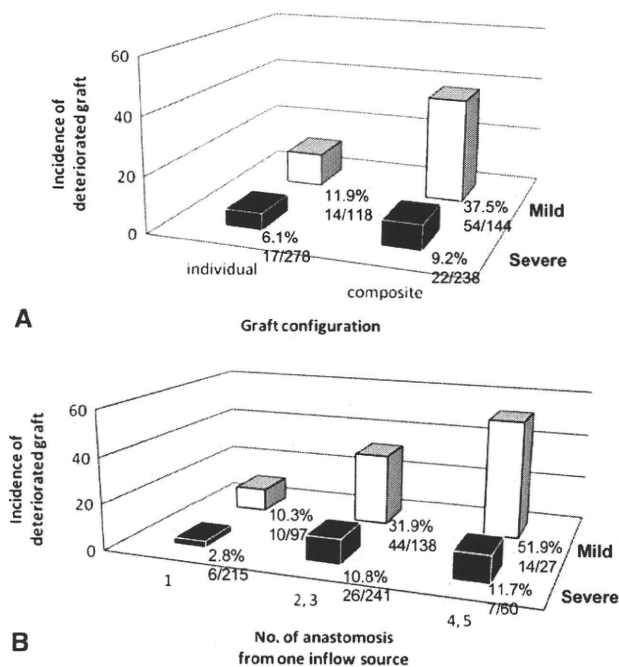 60
40
20
0
Incidence of
deteriorated graft
11.9%
14/118
37.5%
54/144
Mild
6.1%
17/278
9.2%
22/238
Severe
individual
composite
A
Graft configuration
60
40
20
0
Incidence of
deteriorated graft
10.3%
10/97
31.9%
44/138
51.9%
14/27
Mild
2.8%
6/215
10.8%
26/241
11.7%
7/60
Severe
1
2, 3
4, 5
B
No. of anastomosis
from one inflow source